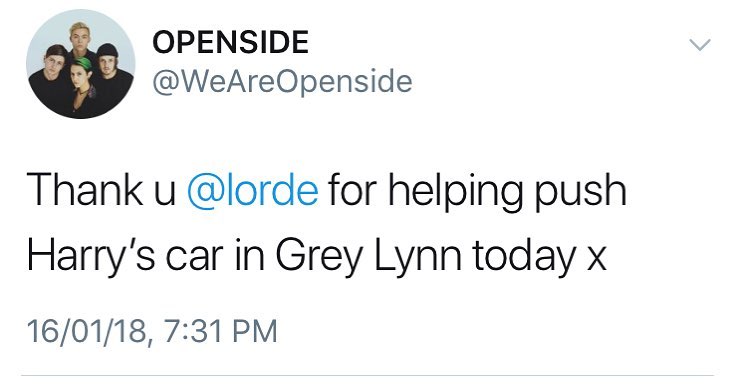 OPENSIDE
@WeAreOpenside
Thank u @lorde for helping push
Harry’s car in Grey Lynn today x
16/01/18, 7:31 PM